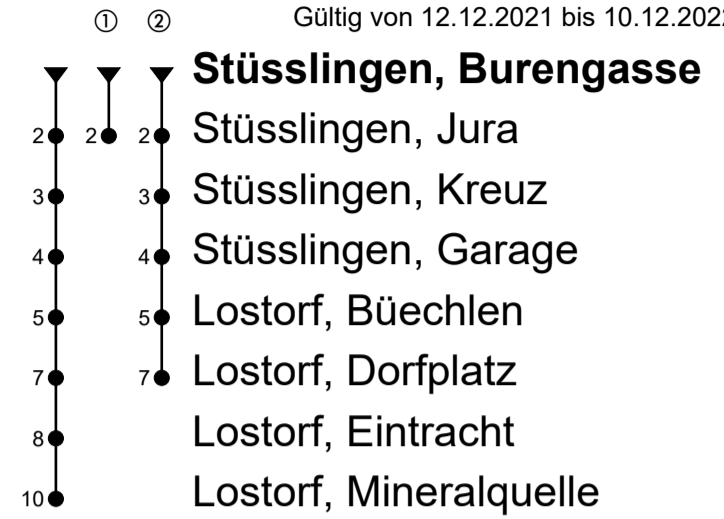 ① ② Gültig von 12.12.2021 bis 10.12.202
Stüsslingen, Burengasse
2 2 2 Stüsslingen, Jura
3 3 Stüsslingen, Kreuz
4 4 Stüsslingen, Garage
5 5 Lostorf, Büechlen
7 7 Lostorf, Dorfplatz
8 Lostorf, Eintracht
10 Lostorf, Mineralquelle